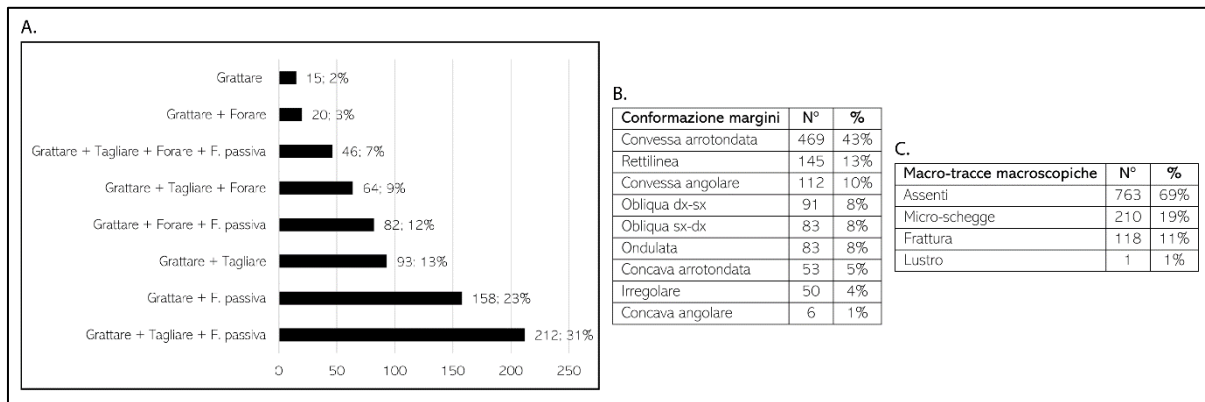 A.
Grattare 15; 2%
Grattare + Forare 20; 3%
Grattare + Tagliare + Forare + F. passiva 46; 7%
Grattare + Tagliare + Forare 64; 9%
Grattare + Forare + F. passiva 82; 12%
Grattare + Tagliare 93; 13%
Grattare + F. passiva 158; 23%
Grattare + Tagliare + F. passiva 212; 31%
0 50 100 150 200 250
B.
Conformazione margini N° %
Convessa arrotondata 469 43%
Rettilinea 145 13%
Convessa angolare 112 10%
Obliqua dx-sx 91 8%
Obliqua sx-dx 83 8%
Ondulata 83 8%
Concava arrotondata 53 5%
Irregolare 50 4%
Concava angolare 6 1%
C.
Macro-tracce macroscopiche N° %
Assenti 763 69%
Micro-schegge 210 19%
Frattura 118 11%
Lustro 1 1%